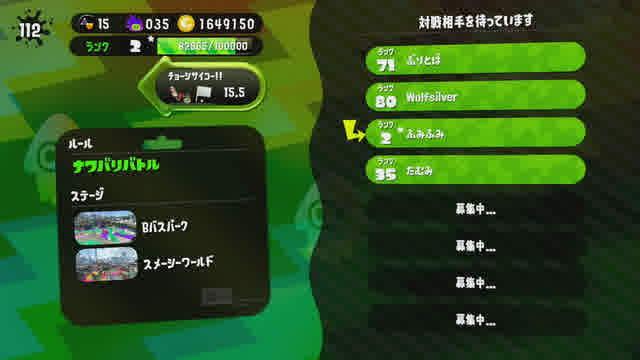 112
15
035
1649150
ランク 2 82865/100000
チョーシサイコー!!
15.5
ルール
ナワバリバトル
ステージ
Bバスパーク
スメーシーワールド
対戦相手を待っています
ランク 71 ぷりとは
ランク 80 Wolfsilver
ランク 2 ふみふみ
ランク 35 たむみ
募集中...
募集中...
募集中...
募集中...